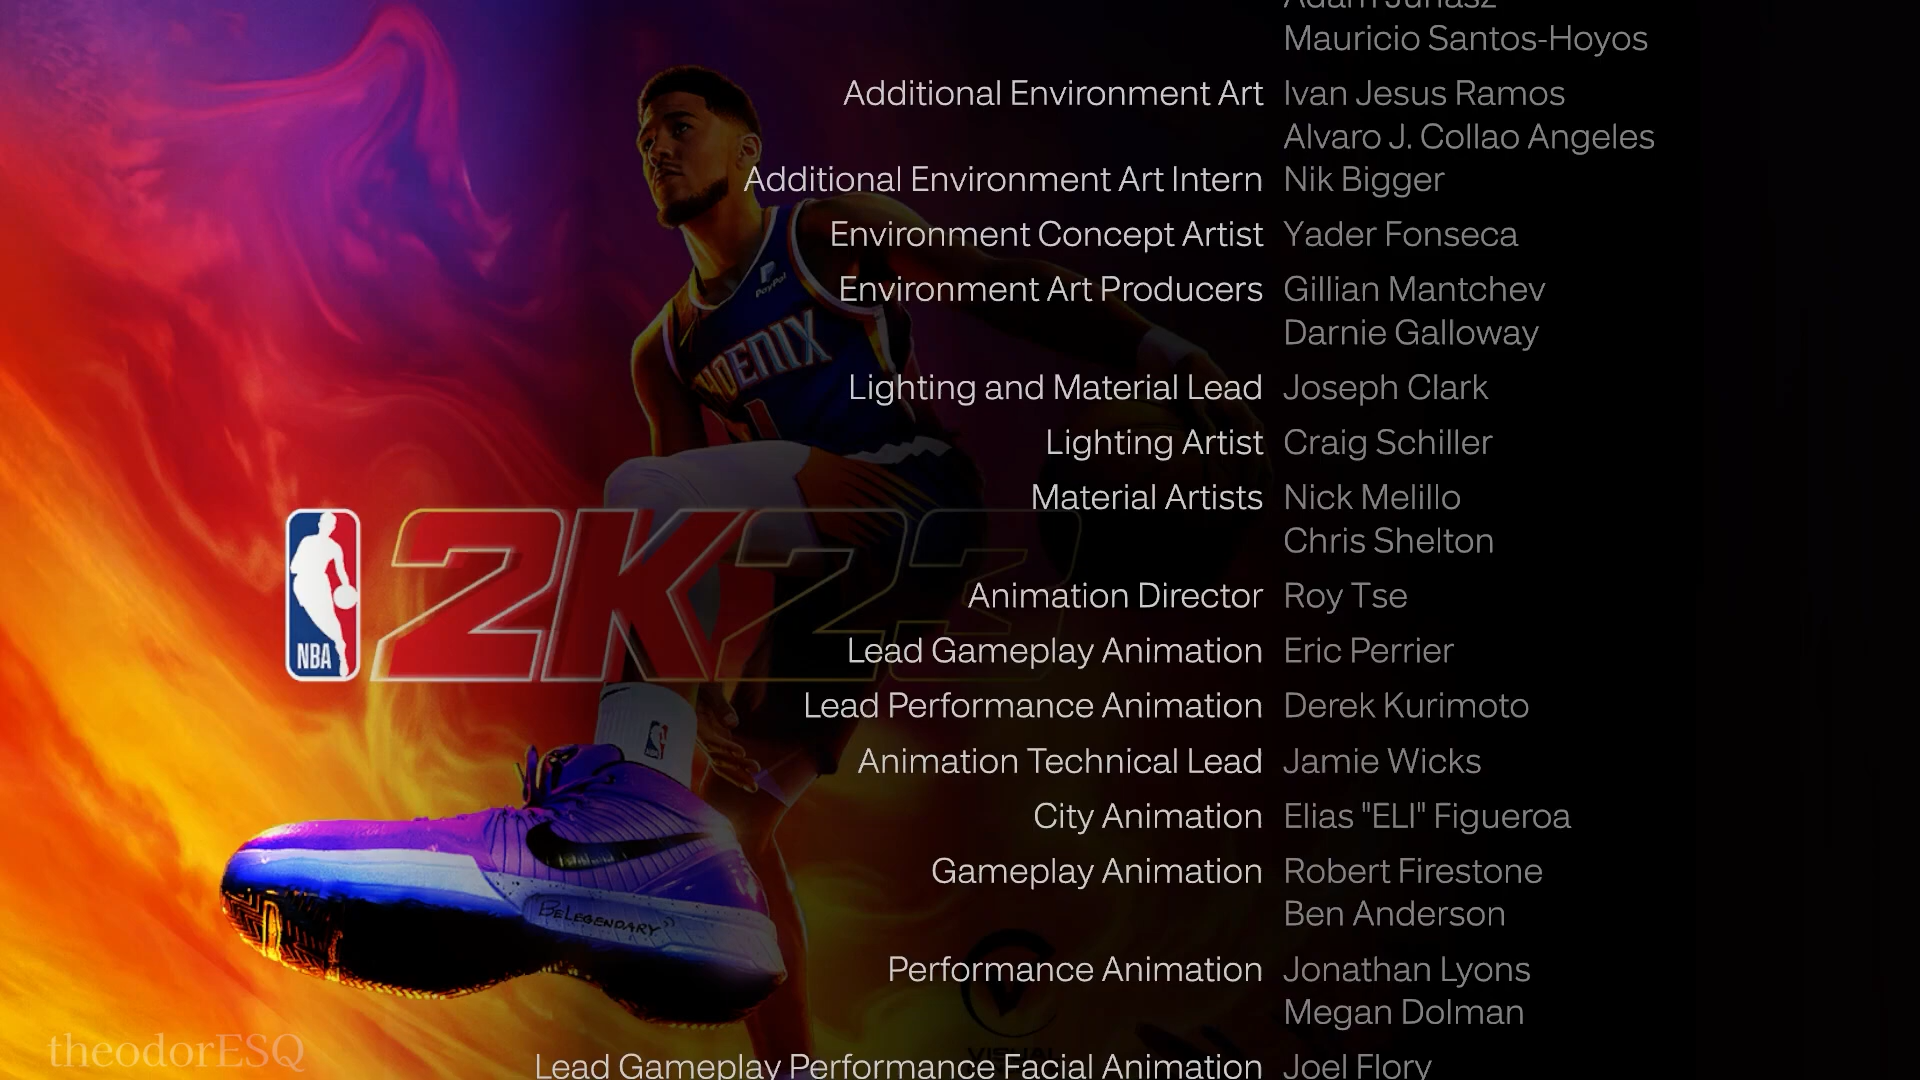 Mauricio Santos-Hoyos
Additional Environment Art Ivan Jesus Ramos
Alvaro J. Collao Angeles
Additional Environment Art Intern Nik Bigger
Environment Concept Artist Yader Fonseca
Environment Art Producers Gillian Mantchev
Darnie Galloway
Lighting and Material Lead Joseph Clark
Lighting Artist Craig Schiller
Material Artists Nick Melillo
Chris Shelton
Animation Director Roy Tse
Lead Gameplay Animation Eric Perrier
Lead Performance Animation Derek Kurimoto
Animation Technical Lead Jamie Wicks
City Animation Elias "ELI" Figueroa
Gameplay Animation Robert Firestone
Ben Anderson
Performance Animation Jonathan Lyons
Megan Dolman
Lead Gameplay Performance Facial Animation Joel Flory
PayPal
NBA 2K23
"BELEGENDARY"
VISUAL
theodorESQ